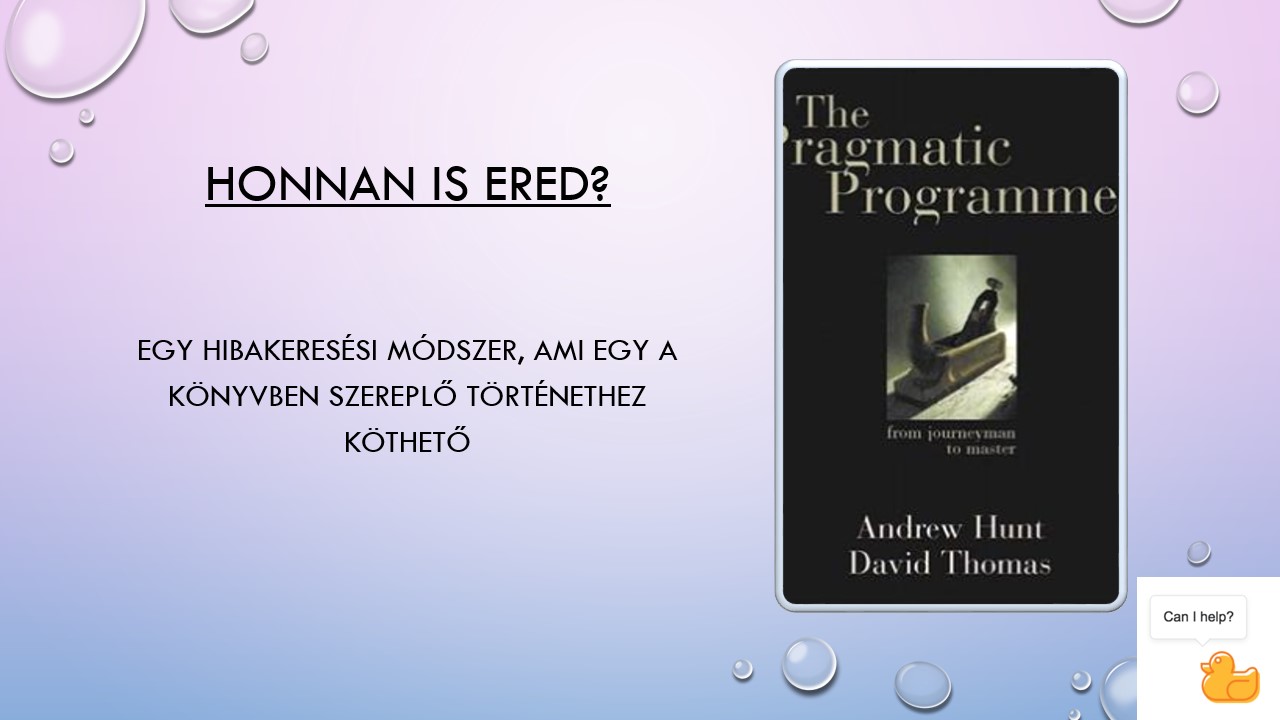 HONNAN IS ERED?
EGY HIBAKERESÉSI MÓDSZER, AMI EGY A
KÖNYVBEN SZEREPLŐ TÖRTÉNETHEZ
KÖTHETŐ
The
Pragmatic
Programme
from journeyman
to master
Andrew Hunt
David Thomas
Can I help?